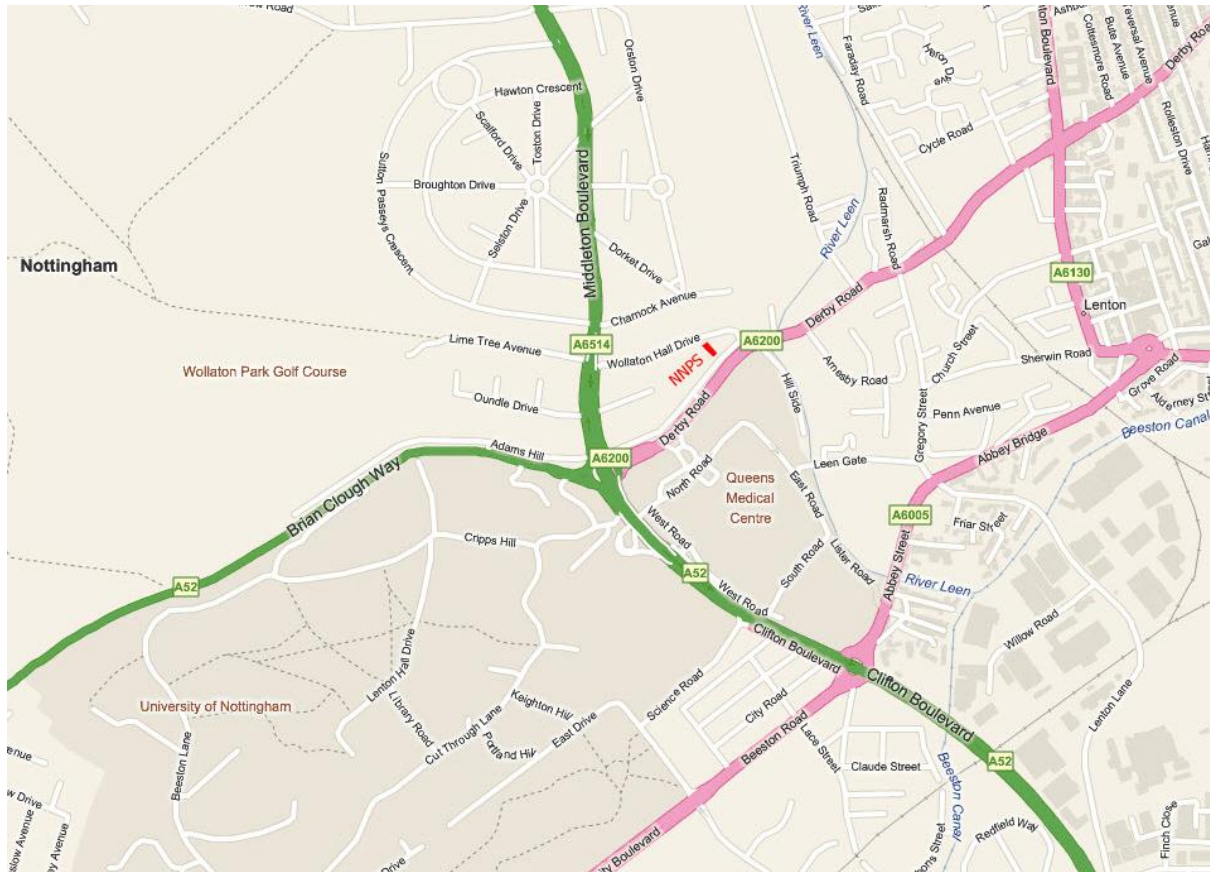 River Leen
Orston Drive
Faraday Road
Cycle Road
Cottesmore Road
Bute Avenue
Derby Road
Rolleston Drive
Hawton Crescent
Scalford Drive
Toston Drive
Sutton Passeys Crescent
Broughton Drive
Selston Drive
Middleton Boulevard
Dorket Drive
Triumph Road
Radmarsh Road
River Leen
Nottingham
Charnock Avenue
A6514
Lime Tree Avenue
Wollaton Hall Drive
NNPS
A6200
Derby Road
A6130
Lenton
Church Street
Sherwin Road
Grove Road
Wollaton Park Golf Course
Oundle Drive
Derby Road
Hill Side
Arnesby Road
Penn Avenue
Gregory Street
Abbey Bridge
Beeston Canal
Adams Hill
A6200
Brian Clough Way
North Road
Queens
Medical
Centre
East Road
Leen Gate
A6005
Friar Street
West Road
Cripps Hill
South Road
Lister Road
Abbey Street
River Leen
A52
A52
West Road
Clifton Boulevard
Clifton Boulevard
Willow Road
Lenton Lane
Lenton Hall Drive
Library Road
University of Nottingham
Beeston Lane
Cut Through Lane
Keighton Hil
East Drive
Science Road
City Road
Beeston Road
Lace Street
Claude Street
Beeston Canal
A52
Redfield Way
Finch Close